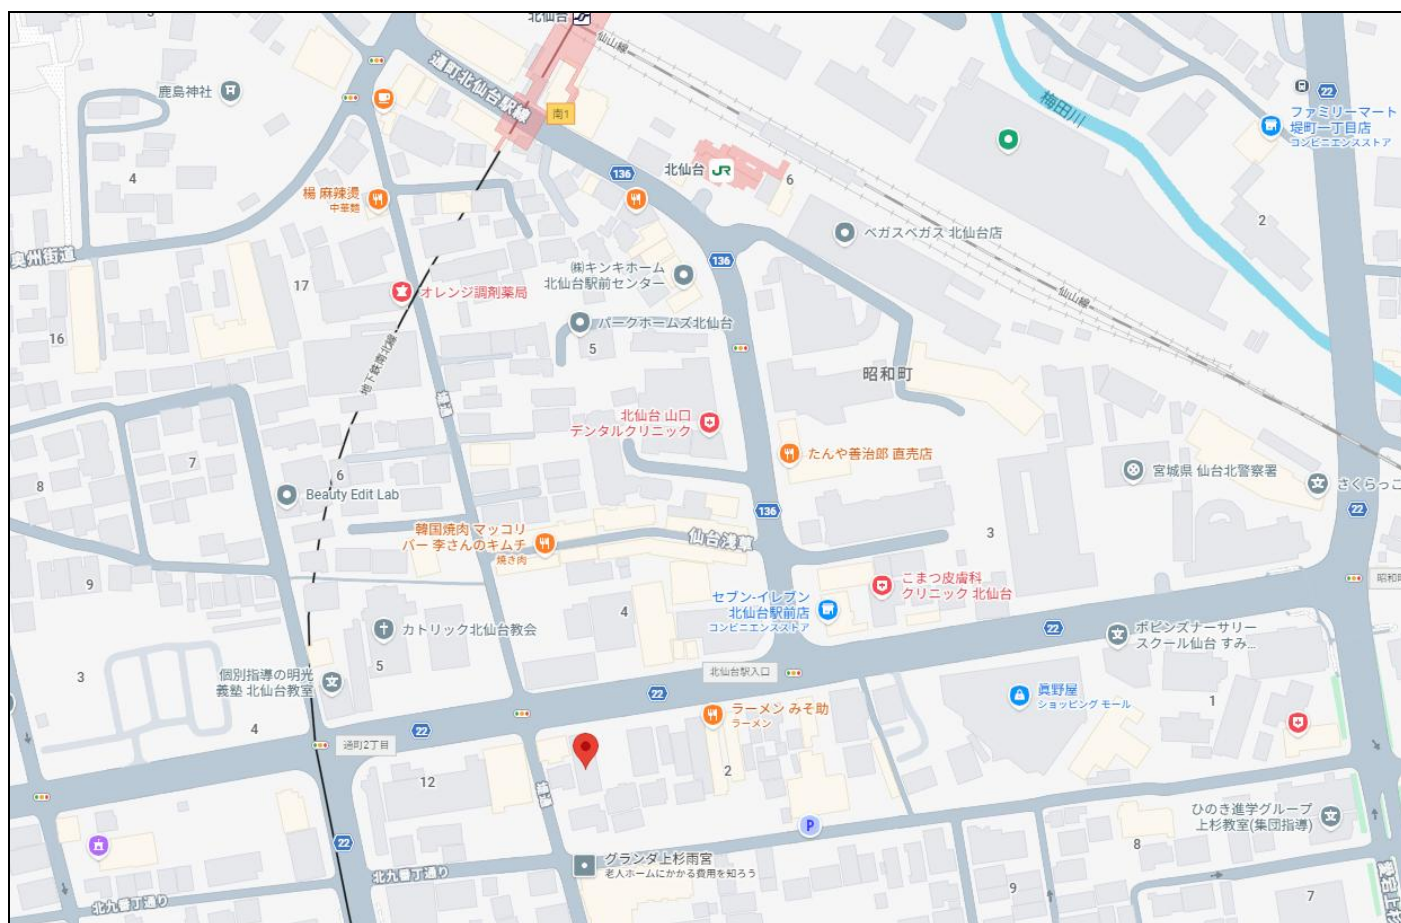 北仙台
仙山線
通町北仙台駅線
南1
鹿島神社
梅田川
22
ファミリーマート
堤町一丁目店
コンビニエンスストア
136
北仙台
JR
6
4
楊 麻辣燙
中華麺
2
ベガスベガス 北仙台店
奥州街道
136
㈱キンキホーム
北仙台駅前センター
17
オレンジ調剤薬局
仙山線
パークホームズ北仙台
16
5
地下鉄南北線
昭和町
北仙台 山口
デンタルクリニック
たんや善治郎 直売店
7
8
6
宮城県 仙台北警察署
さくらっこ
Beauty Edit Lab
136
22
韓国焼肉 マッコリ
バー 李さんのキムチ
焼き肉
仙台浅草
3
9
こまつ皮膚科
クリニック 北仙台
昭和町
セブン-イレブン
北仙台駅前店
コンビニエンスストア
4
カトリック北仙台教会
22
ポピンズナーサリー
スクール仙台 すみ...
5
3
個別指導の明光
義塾 北仙台教室
北仙台駅入口
22
眞野屋
ショッピング モール
1
ラーメン みそ助
ラーメン
4
22
通町2丁目
2
12
ひのき進学グループ
上杉教室(集団指導)
P
22
8
グランダ上杉雨宮
老人ホームにかかる費用を知ろう
北九番丁通り
9
7
北九番丁通り